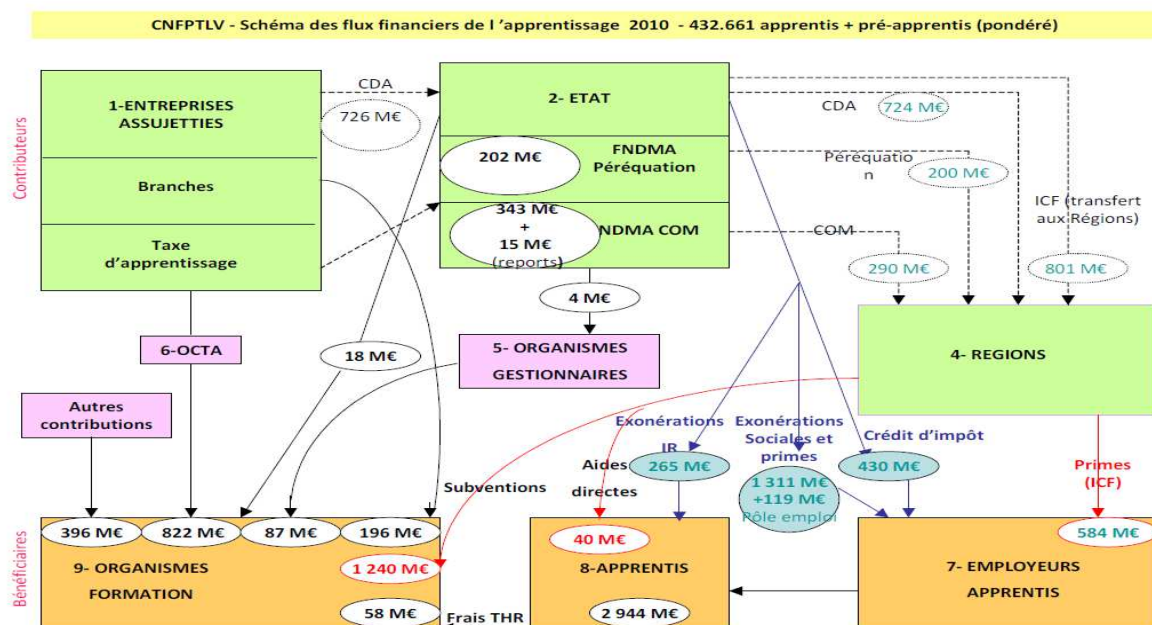 CNFPTLV - Schéma des flux financiers de l ’apprentissage 2010 - 432.661 apprentis + pré-apprentis (pondéré)
Contributeurs
1-ENTREPRISES
ASSUJETTIES
Branches
Taxe
d’apprentissage
CDA
726 M€
2- ETAT
202 M€
FNDMA
Péréquation
343 M€
+
15 M€
(reports)
NDMA COM
CDA
724 M€
Péréquatio
n
200 M€
ICF (transfert
aux Régions)
COM
290 M€
801 M€
4 M€
6-OCTA
18 M€
5- ORGANISMES
GESTIONNAIRES
4- REGIONS
Autres
contributions
Exonérations
IR
265 M€
Exonérations
Sociales et
primes
1 311 M€
+119 M€
Pôle emploi
Crédit d’impôt
430 M€
Aides
directes
Primes
(ICF)
Subventions
Bénéficiaires
396 M€
822 M€
87 M€
196 M€
1 240 M€
9- ORGANISMES
FORMATION
58 M€
Frais THR
40 M€
8-APPRENTIS
2 944 M€
584 M€
7- EMPLOYEURS
APPRENTIS